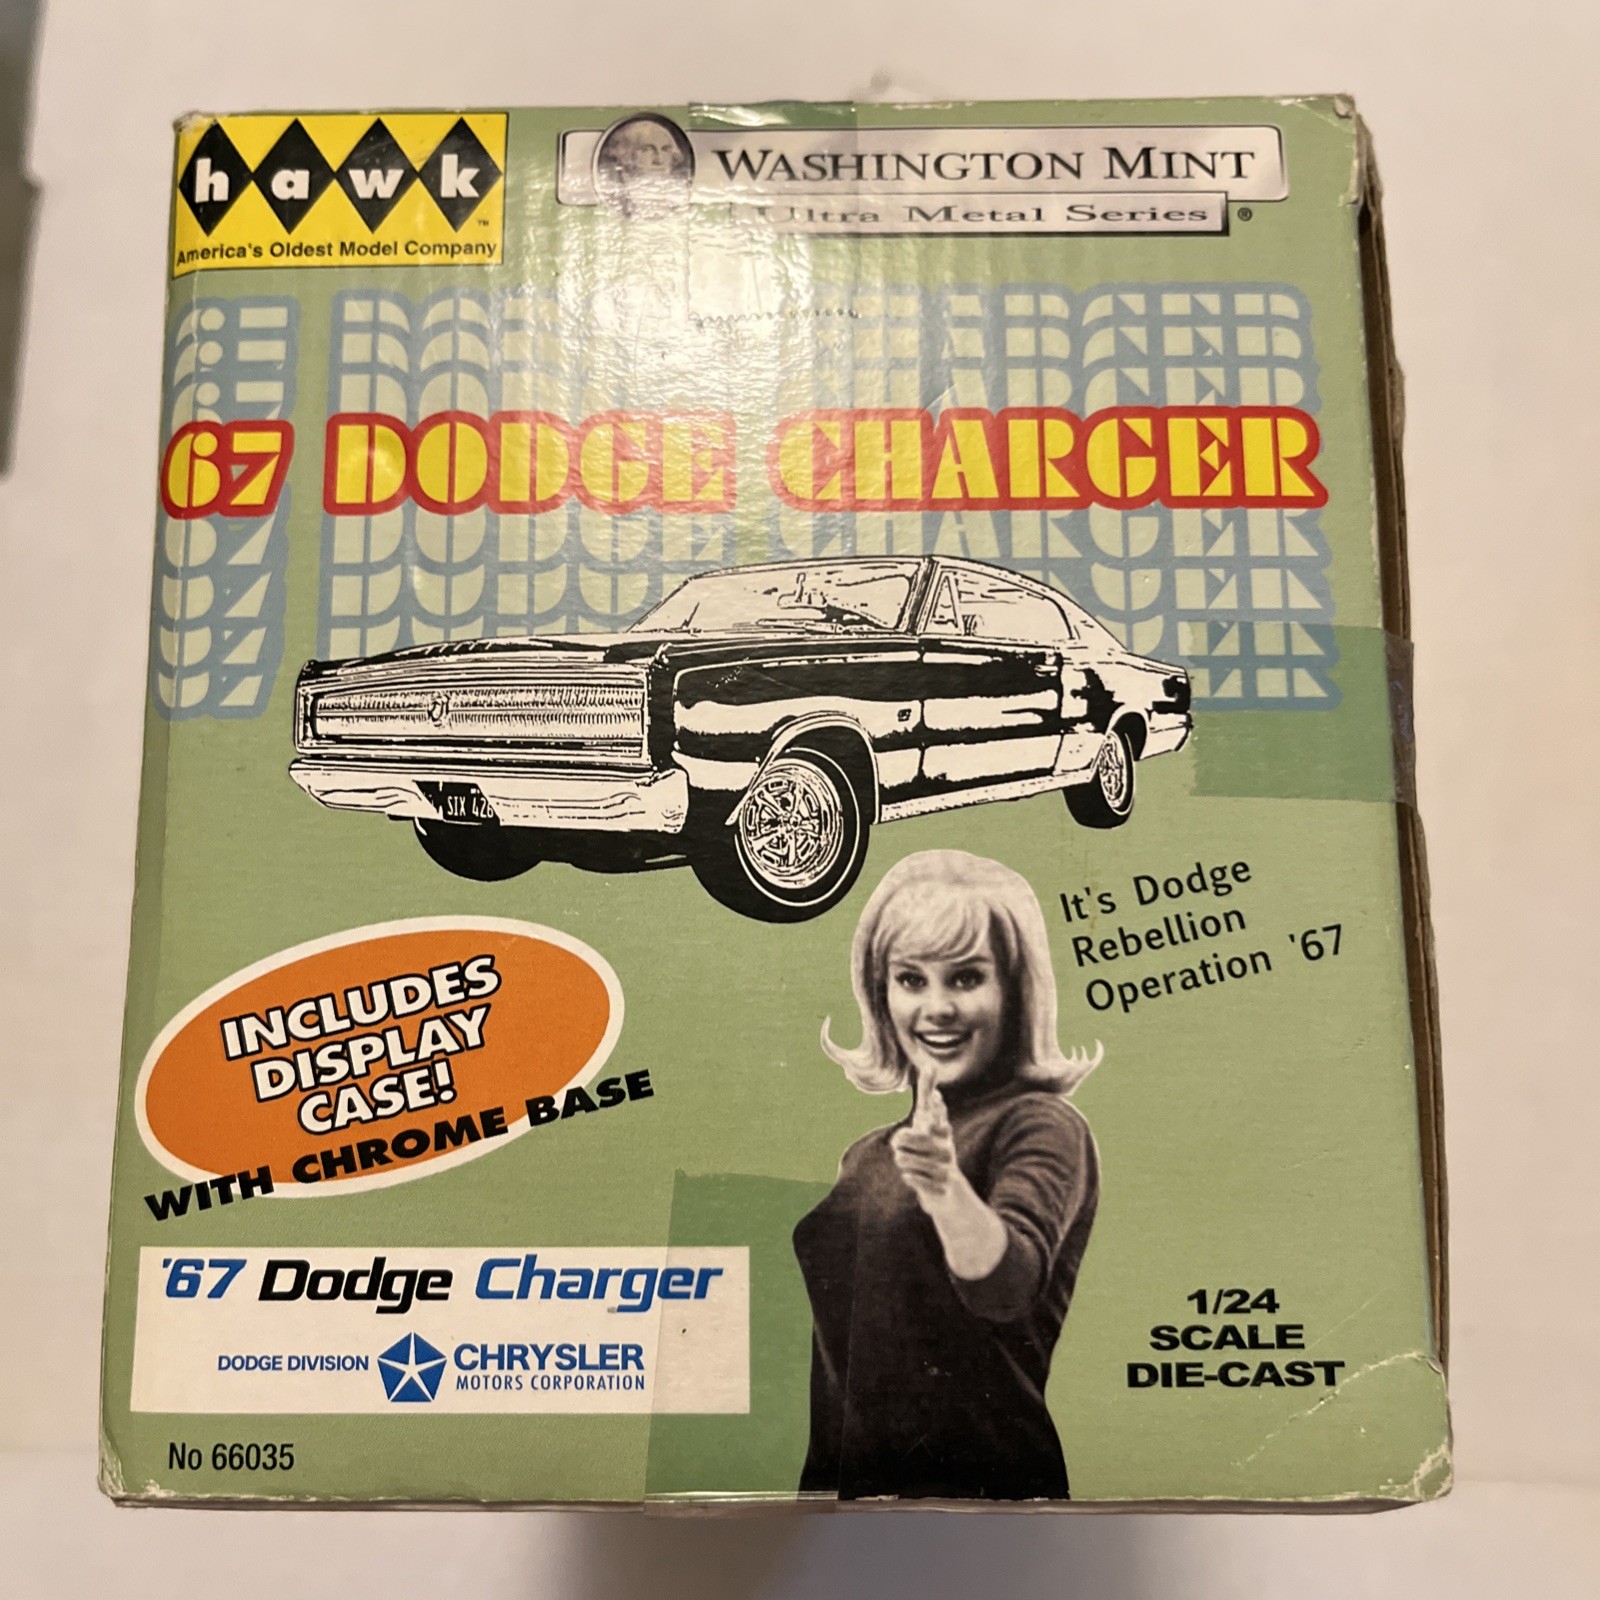 hawk™
America's Oldest Model Company
WASHINGTON MINT
Ultra Metal Series ®
67 DODGE CHARGER
SIX 426
It's Dodge
Rebellion
Operation '67
INCLUDES
DISPLAY
CASE!
WITH CHROME BASE
'67 Dodge Charger
DODGE DIVISION CHRYSLER
MOTORS CORPORATION
1/24
SCALE
DIE-CAST
No 66035